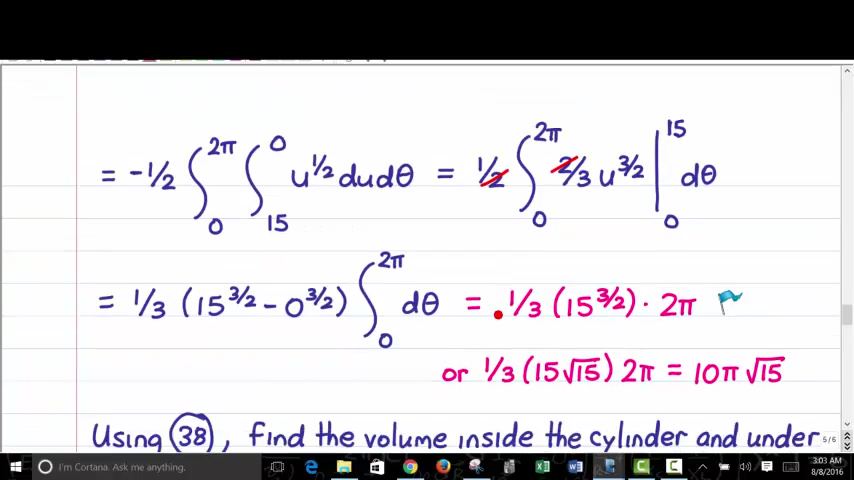 = -1/2 ∫₀^2π ∫₁₅^0 u^1/2 du dθ = 1/2 ∫₀^2π 2/3 u^3/2 |₀^15 dθ
= 1/3 (15^3/2 - 0^3/2) ∫₀^2π dθ = 1/3 (15^3/2) · 2π
or 1/3 (15√15) 2π = 10π √15
Using 38, find the volume inside the cylinder and under
5/6
I'm Cortana. Ask me anything.
3:03 AM
8/8/2016